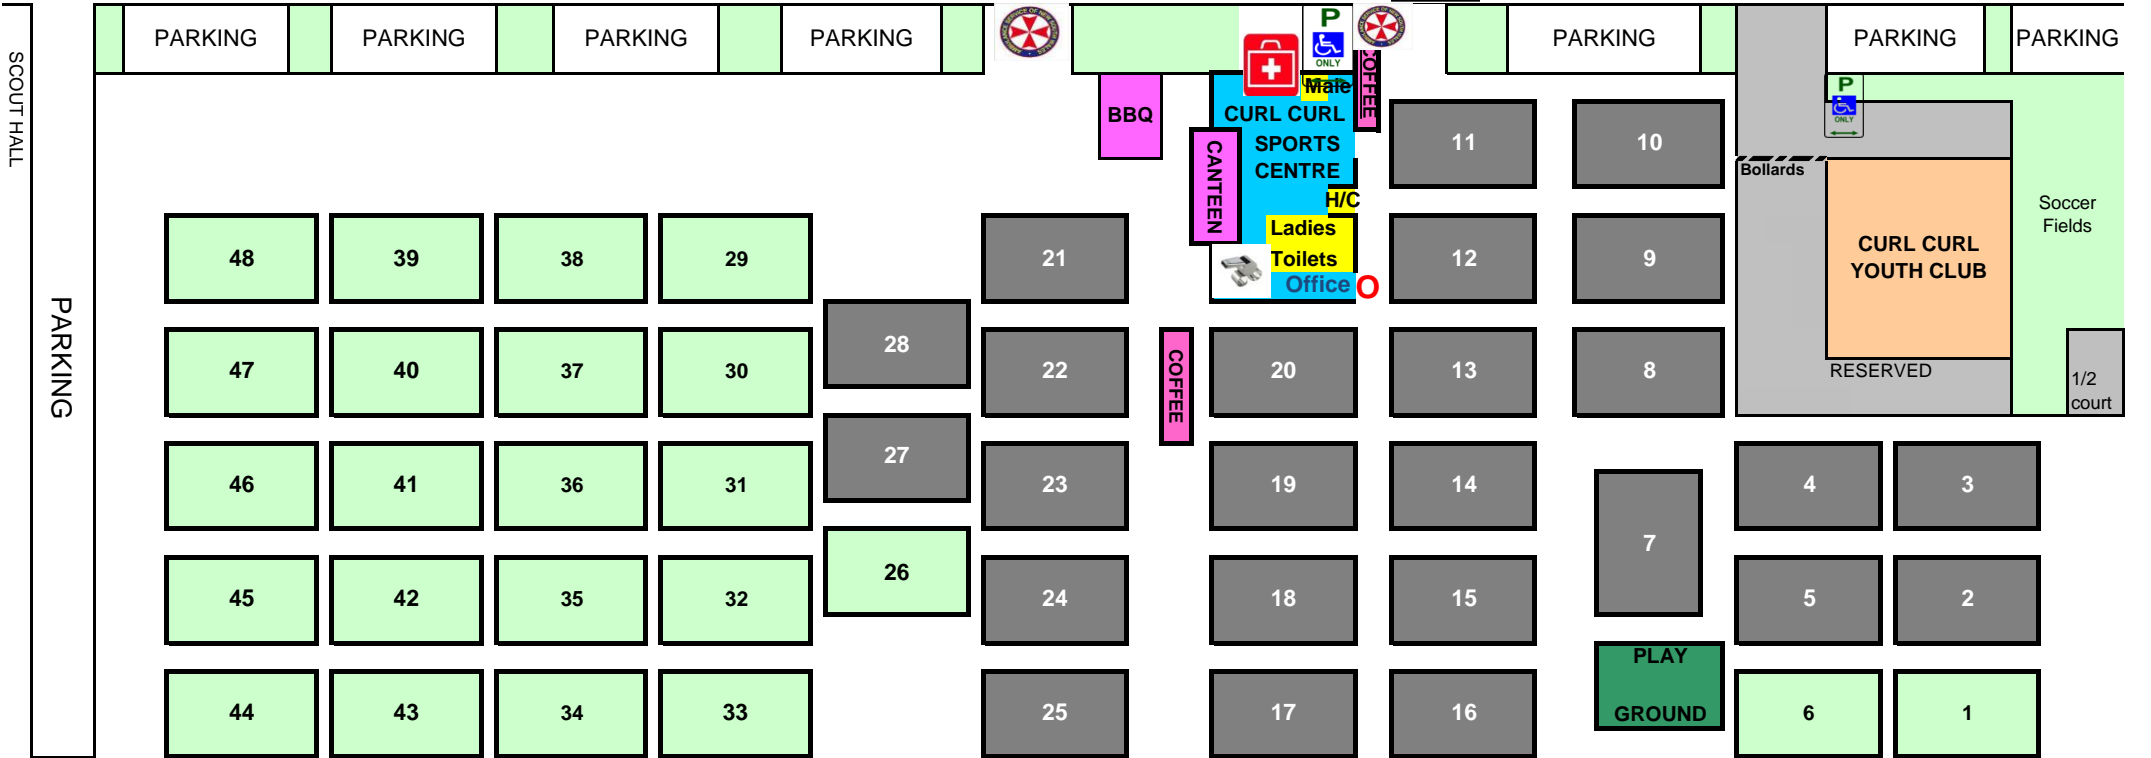 PARKING
PARKING
PARKING
PARKING
P
ONLY
PARKING
PARKING
PARKING
SCOUT HALL
PARKING
BBQ
Male
COFFEE
CURL CURL
SPORTS
CENTRE
CANTEEN
H/C
Ladies
Toilets
Office
O
11
10
P
ONLY
Bollards
Soccer
Fields
CURL CURL
YOUTH CLUB
RESERVED
1/2
court
48
39
38
29
21
12
9
28
47
40
37
30
22
COFFEE
20
13
8
27
46
41
36
31
23
19
14
7
4
3
26
45
42
35
32
24
18
15
5
2
PLAY
GROUND
44
43
34
33
25
17
16
6
1